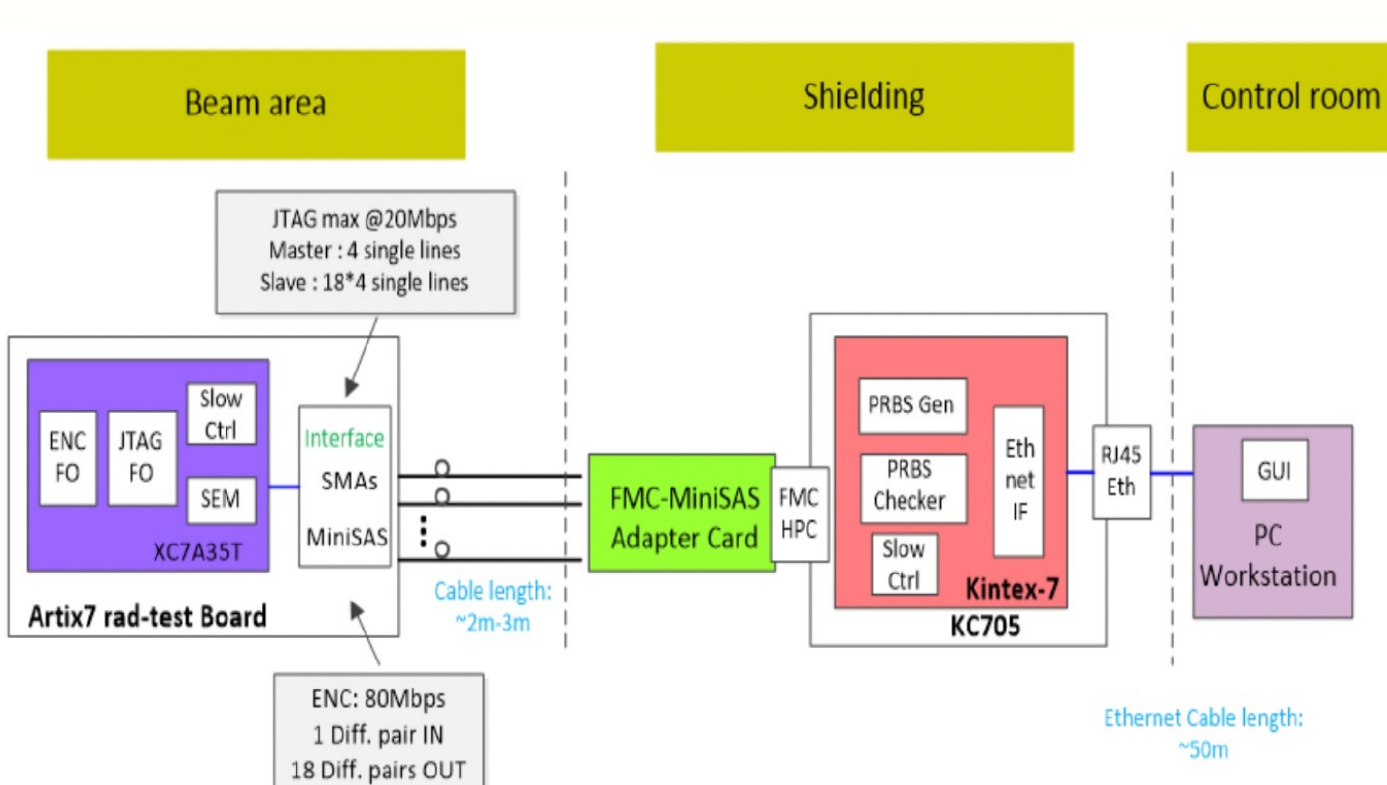 Beam area
Shielding
Control room
JTAG max @20Mbps
Master : 4 single lines
Slave : 18*4 single lines
ENC
FO
JTAG
FO
Slow
Ctrl
SEM
XC7A35T
Artix7 rad-test Board
Interface
SMAs
MiniSAS
Cable length:
~2m-3m
ENC: 80Mbps
1 Diff. pair IN
18 Diff. pairs OUT
FMC-MiniSAS
Adapter Card
FMC
HPC
PRBS Gen
PRBS
Checker
Slow
Ctrl
Eth
net
IF
Kintex-7
KC705
RJ45
Eth
GUI
PC
Workstation
Ethernet Cable length:
~50m